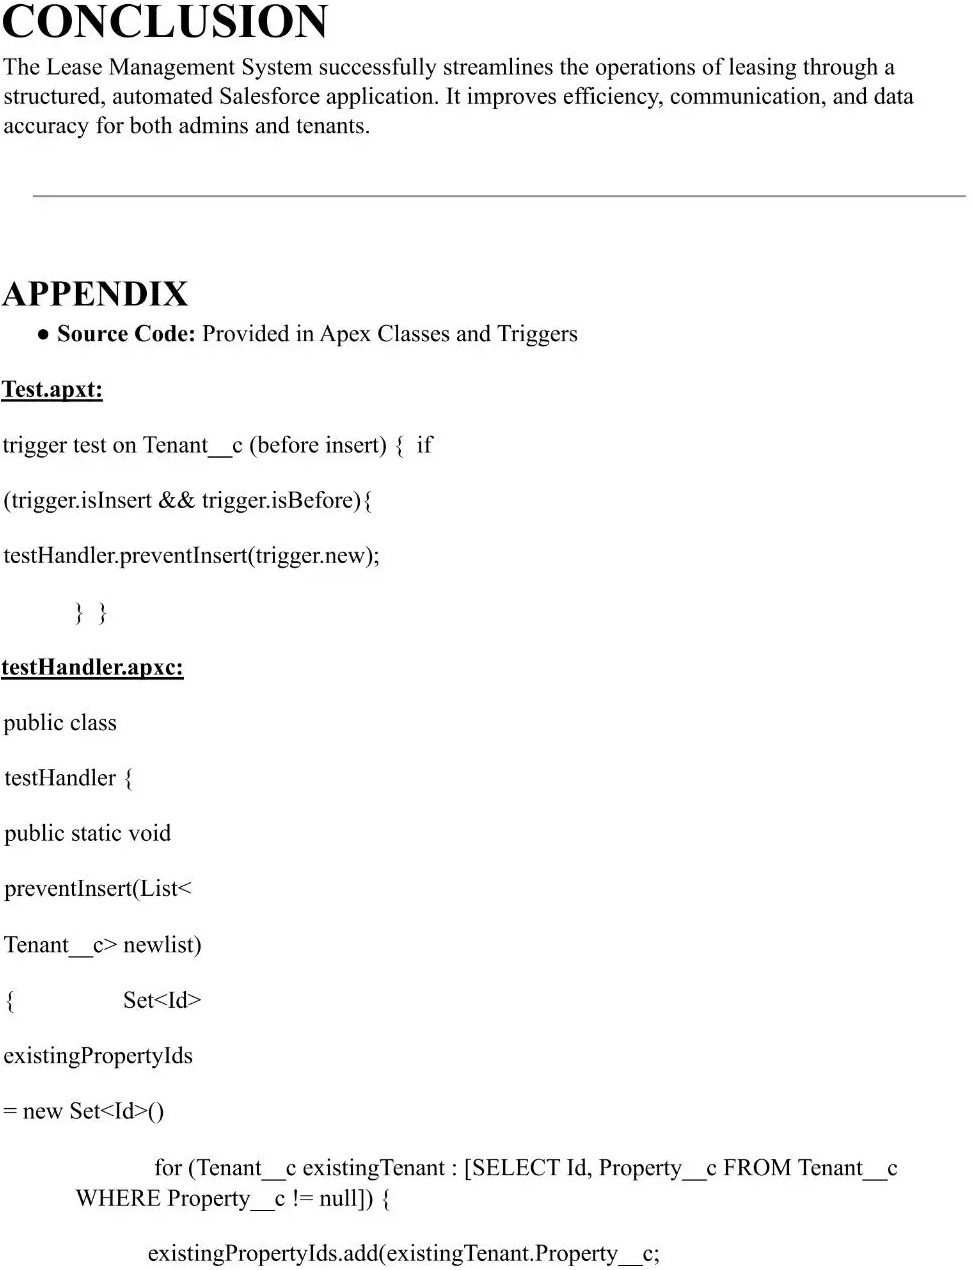 CONCLUSION
The Lease Management System successfully streamlines the operations of leasing through a
structured, automated Salesforce application. It improves efficiency, communication, and data
accuracy for both admins and tenants.
APPENDIX
● Source Code: Provided in Apex Classes and Triggers
Test.apxt:
trigger test on Tenant__c (before insert) { if
(trigger.isInsert && trigger.isBefore){
testHandler.preventInsert(trigger.new);
} }
testHandler.apxc:
public class
testHandler {
public static void
preventInsert(List<
Tenant__c> newlist)
{ Set<Id>
existingPropertyIds
= new Set<Id>()
for (Tenant__c existingTenant : [SELECT Id, Property__c FROM Tenant__c
WHERE Property__c != null]) {
existingPropertyIds.add(existingTenant.Property__c;